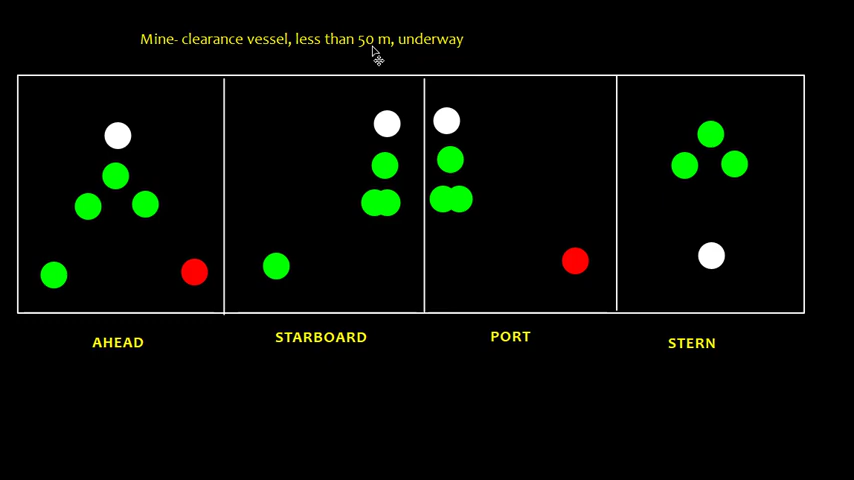 Mine- clearance vessel, less than 50 m, underway
AHEAD
STARBOARD
PORT
STERN